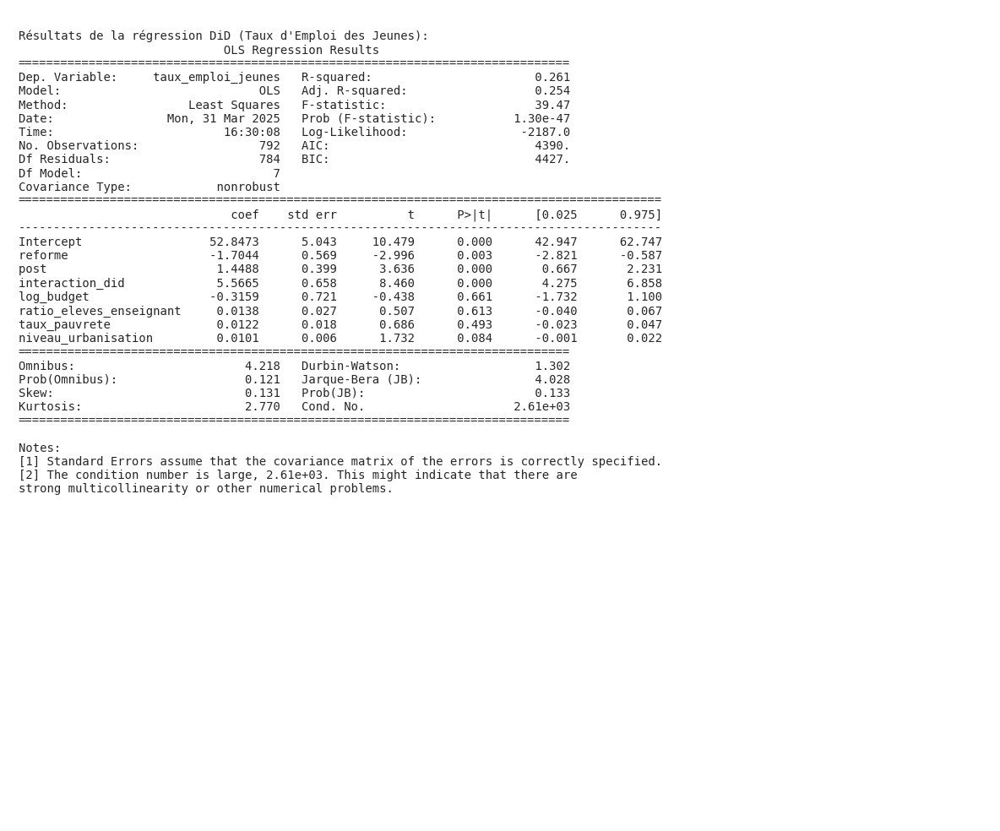 Résultats de la régression DiD (Taux d'Emploi des Jeunes):
                             OLS Regression Results
==============================================================================
Dep. Variable:     taux_emploi_jeunes   R-squared:                       0.261
Model:                            OLS   Adj. R-squared:                  0.254
Method:                 Least Squares   F-statistic:                     39.47
Date:                Mon, 31 Mar 2025   Prob (F-statistic):           1.30e-47
Time:                        16:30:08   Log-Likelihood:                -2187.0
No. Observations:                 792   AIC:                             4390.
Df Residuals:                     784   BIC:                             4427.
Df Model:                           7
Covariance Type:            nonrobust
===========================================================================================
                              coef    std err          t      P>|t|      [0.025      0.975]
-------------------------------------------------------------------------------------------
Intercept                  52.8473      5.043     10.479      0.000      42.947      62.747
reforme                    -1.7044      0.569     -2.996      0.003      -2.821      -0.587
post                        1.4488      0.399      3.636      0.000       0.667       2.231
interaction_did             5.5665      0.658      8.460      0.000       4.275       6.858
log_budget                 -0.3159      0.721     -0.438      0.661      -1.732       1.100
ratio_eleves_enseignant     0.0138      0.027      0.507      0.613      -0.040       0.067
taux_pauvrete               0.0122      0.018      0.686      0.493      -0.023       0.047
niveau_urbanisation         0.0101      0.006      1.732      0.084      -0.001       0.022
==============================================================================
Omnibus:                        4.218   Durbin-Watson:                   1.302
Prob(Omnibus):                  0.121   Jarque-Bera (JB):                4.028
Skew:                           0.131   Prob(JB):                        0.133
Kurtosis:                       2.770   Cond. No.                     2.61e+03
==============================================================================

Notes:
[1] Standard Errors assume that the covariance matrix of the errors is correctly specified.
[2] The condition number is large, 2.61e+03. This might indicate that there are
strong multicollinearity or other numerical problems.